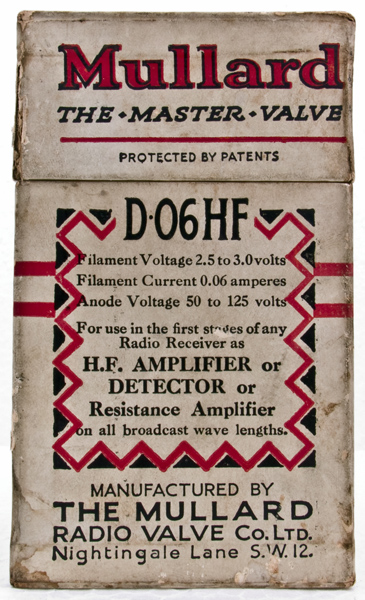 Mullard
THE·MASTER·VALVE
PROTECTED BY PATENTS
D·06HF
Filament Voltage 2.5 to 3.0 volts
Filament Current 0.06 amperes
Anode Voltage 50 to 125 volts
For use in the first stages of any
Radio Receiver as
H.F. AMPLIFIER or
DETECTOR or
Resistance Amplifier
on all broadcast wave lengths.
MANUFACTURED BY
THE MULLARD
RADIO VALVE Co. LTD.
Nightingale Lane S.W.12.